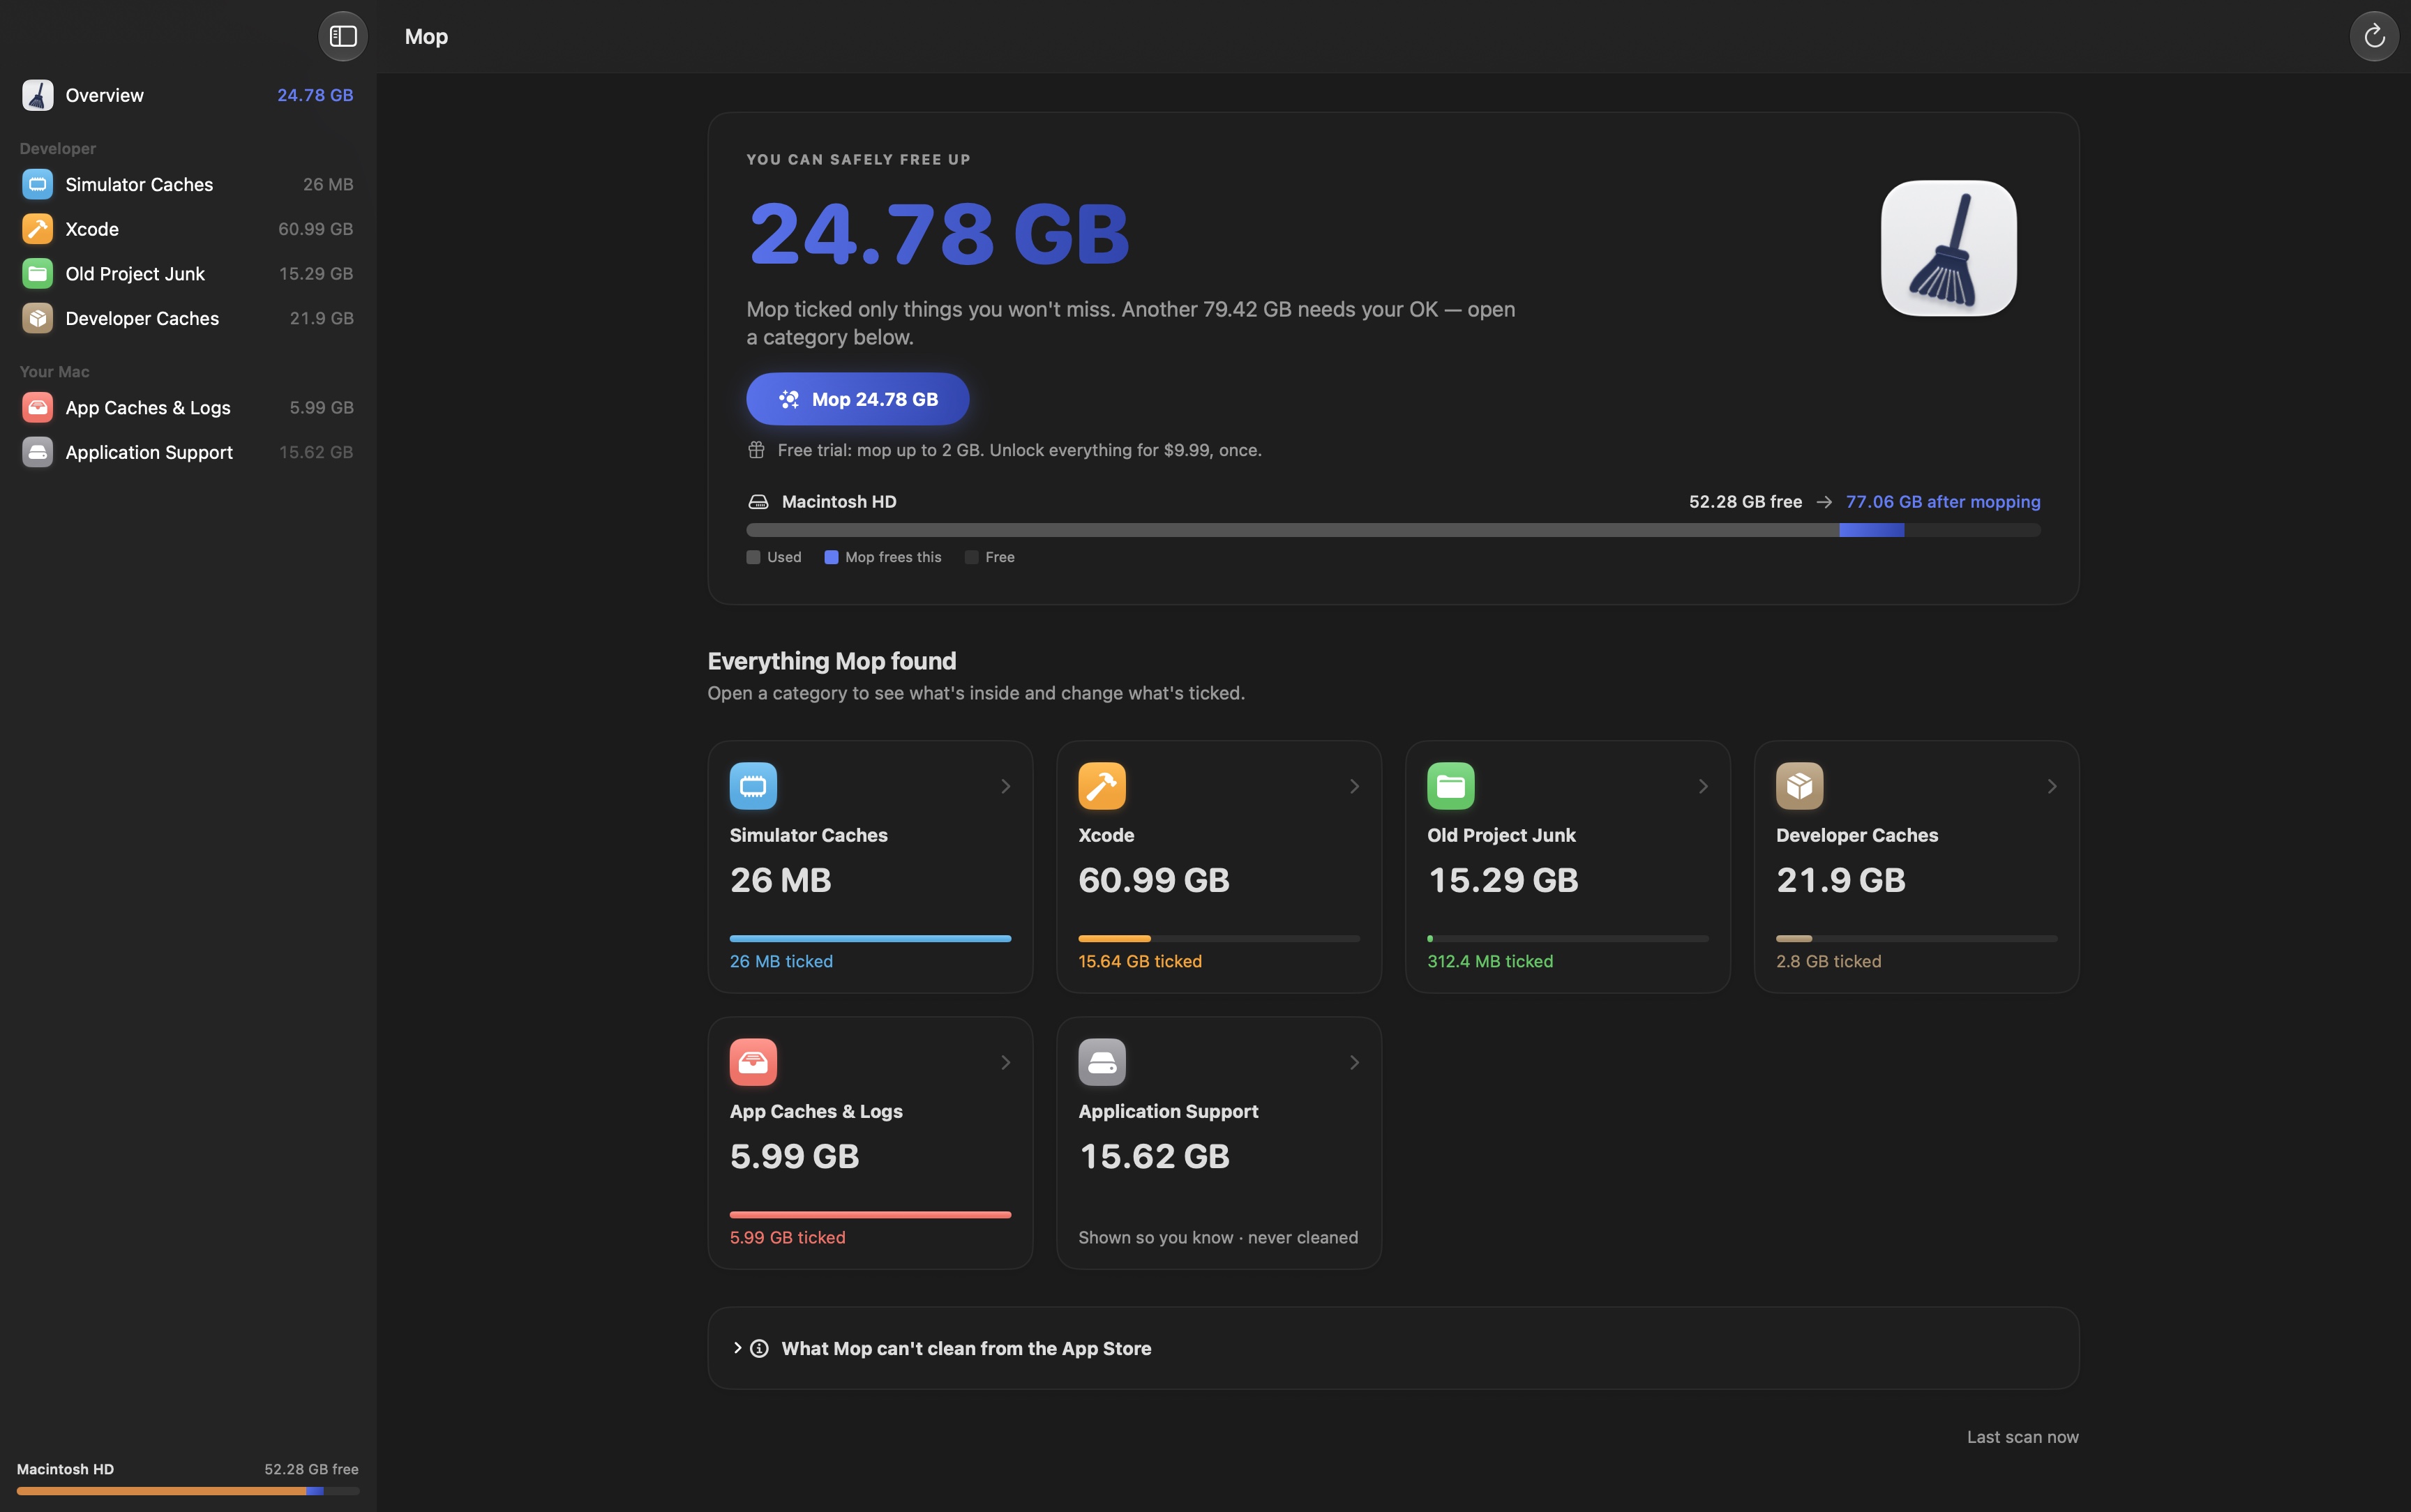 Mop
Overview 24.78 GB
Developer
Simulator Caches 26 MB
Xcode 60.99 GB
Old Project Junk 15.29 GB
Developer Caches 21.9 GB
Your Mac
App Caches & Logs 5.99 GB
Application Support 15.62 GB
Macintosh HD 52.28 GB free
YOU CAN SAFELY FREE UP
24.78 GB
Mop ticked only things you won't miss. Another 79.42 GB needs your OK — open
a category below.
Mop 24.78 GB
Free trial: mop up to 2 GB. Unlock everything for $9.99, once.
Macintosh HD 52.28 GB free → 77.06 GB after mopping
Used Mop frees this Free
Everything Mop found
Open a category to see what's inside and change what's ticked.
Simulator Caches
26 MB
26 MB ticked
Xcode
60.99 GB
15.64 GB ticked
Old Project Junk
15.29 GB
312.4 MB ticked
Developer Caches
21.9 GB
2.8 GB ticked
App Caches & Logs
5.99 GB
5.99 GB ticked
Application Support
15.62 GB
Shown so you know · never cleaned
What Mop can't clean from the App Store
Last scan now